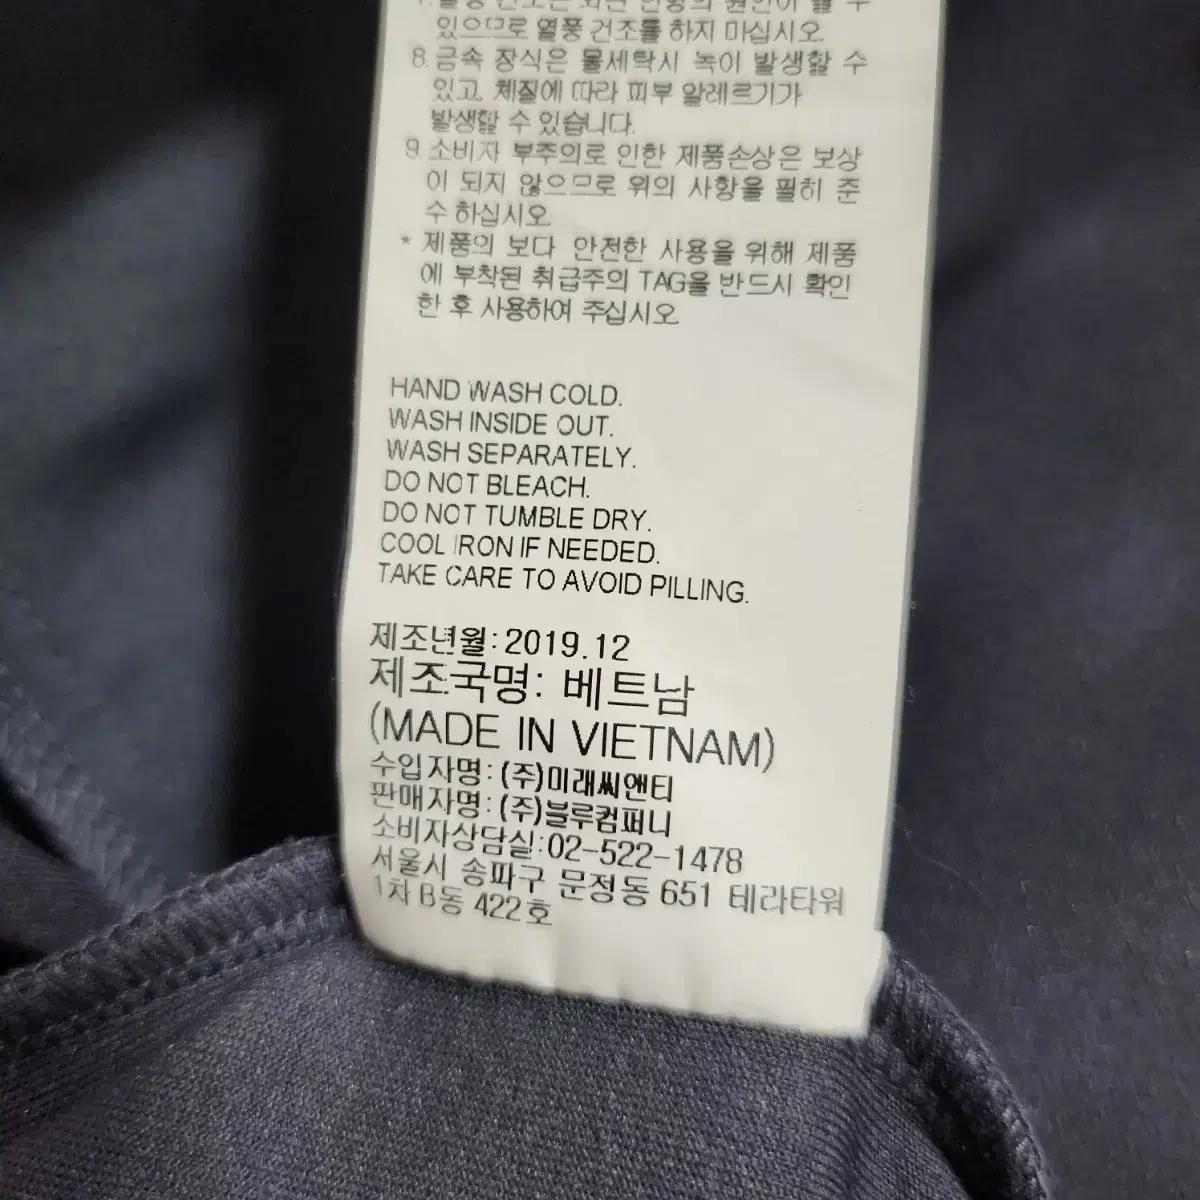 있으므로 열풍 건조를 하지 마십시오.
8. 금속 장식은 물세탁시 녹이 발생할 수
있고, 체질에 따라 피부 알레르기가
발생할 수 있습니다.
9. 소비자 부주의로 인한 제품손상은 보상
이 되지 않으므로 위의 사항을 필히 준
수 하십시오.
* 제품의 보다 안전한 사용을 위해 제품
에 부착된 취급주의 TAG을 반드시 확인
한 후 사용하여 주십시오.
HAND WASH COLD.
WASH INSIDE OUT.
WASH SEPARATELY.
DO NOT BLEACH.
DO NOT TUMBLE DRY.
COOL IRON IF NEEDED.
TAKE CARE TO AVOID PILLING.
제조년월: 2019.12
제조국명: 베트남
(MADE IN VIETNAM)
수입자명: (주)미래씨앤티
판매자명: (주)블루컴퍼니
소비자상담실: 02-522-1478
서울시 송파구 문정동 651 테라타워
1차 B동 422호